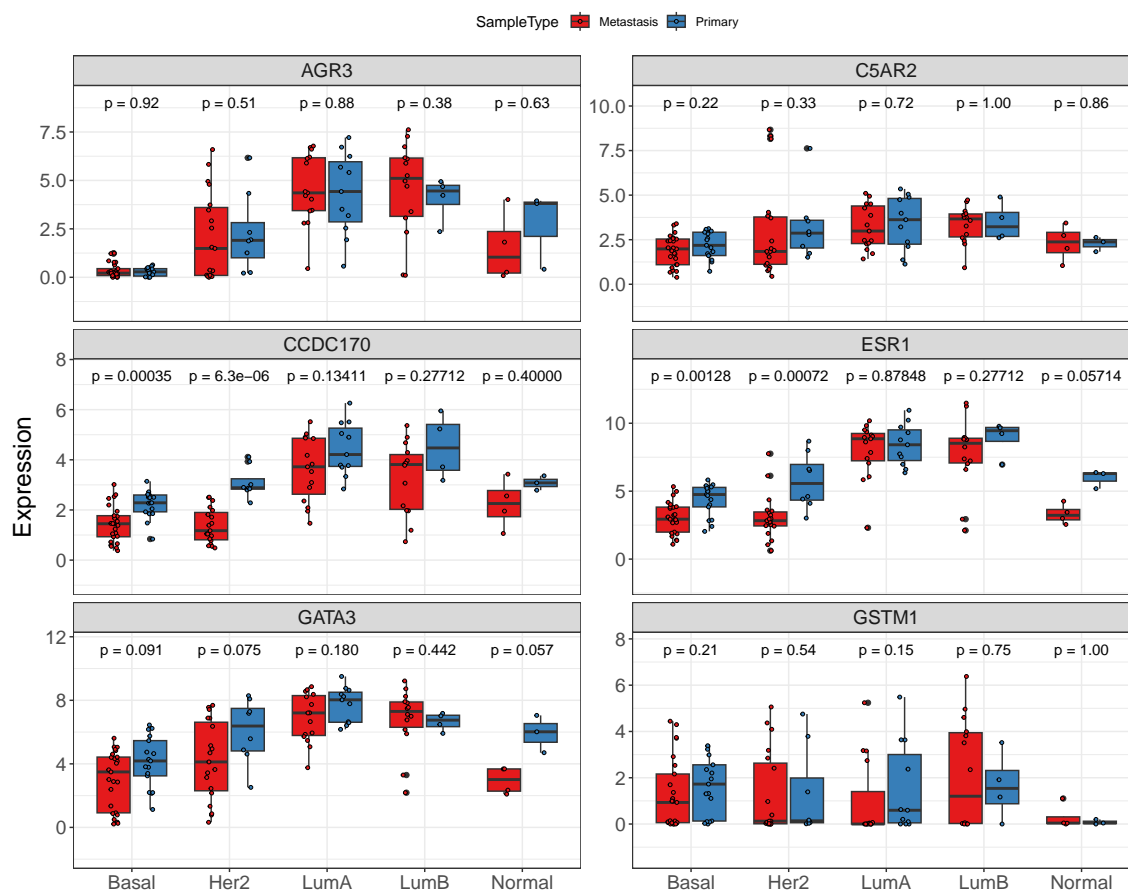 SampleType Metastasis Primary
AGR3
p = 0.92 p = 0.51 p = 0.88 p = 0.38 p = 0.63
7.5
5.0
2.5
0.0
C5AR2
p = 0.22 p = 0.33 p = 0.72 p = 1.00 p = 0.86
10.0
7.5
5.0
2.5
0.0
CCDC170
p = 0.00035 p = 6.3e−06 p = 0.13411 p = 0.27712 p = 0.40000
8
6
4
2
0
ESR1
p = 0.00128 p = 0.00072 p = 0.87848 p = 0.27712 p = 0.05714
10
5
0
GATA3
p = 0.091 p = 0.075 p = 0.180 p = 0.442 p = 0.057
12
8
4
0
Basal Her2 LumA LumB Normal
GSTM1
p = 0.21 p = 0.54 p = 0.15 p = 0.75 p = 1.00
8
6
4
2
0
Basal Her2 LumA LumB Normal
Expression